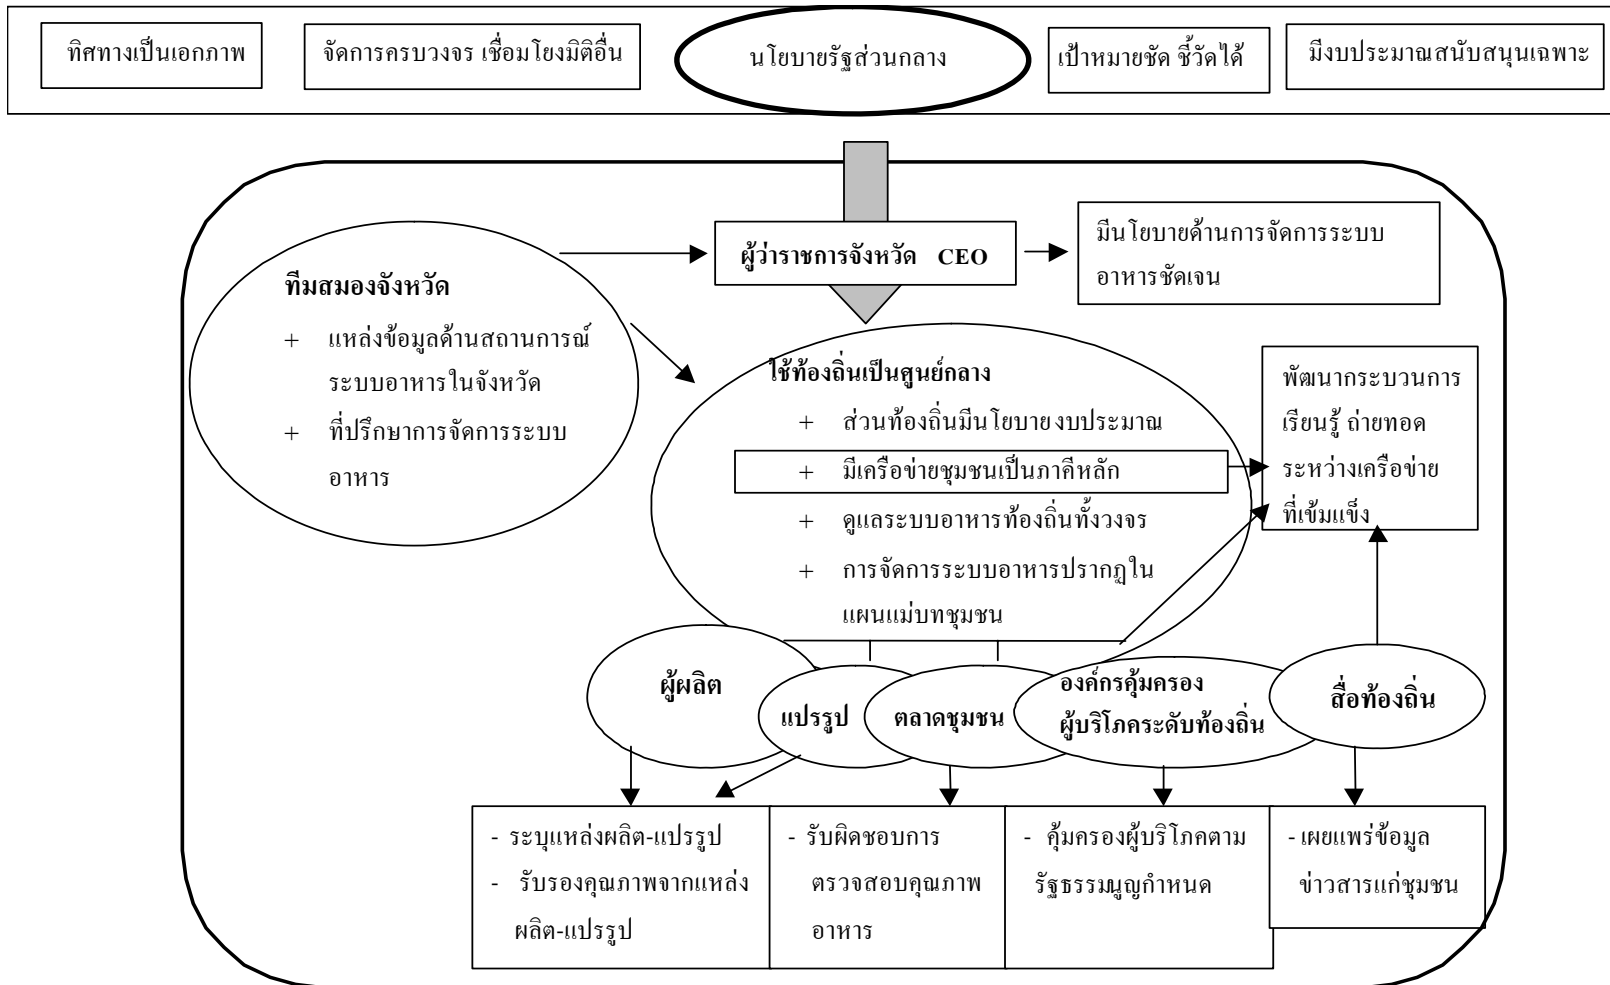 ทิศทางเป็นเอกภาพ
จัดการครบวงจร เชื่อมโยงมิติอื่น
นโยบายรัฐส่วนกลาง
เป้าหมายชัด ชี้วัดได้
มีงบประมาณสนับสนุนเฉพาะ
ผู้ว่าราชการจังหวัด CEO
มีนโยบายด้านการจัดการระบบ
อาหารชัดเจน
ทีมสมองจังหวัด
+ แหล่งข้อมูลด้านสถานการณ์
ระบบอาหารในจังหวัด
+ ที่ปรึกษาการจัดการระบบ
อาหาร
ใช้ท้องถิ่นเป็นศูนย์กลาง
+ ส่วนท้องถิ่นมีนโยบายงบประมาณ
+ มีเครือข่ายชุมชนเป็นภาคีหลัก
+ ดูแลระบบอาหารท้องถิ่นทั้งวงจร
+ การจัดการระบบอาหารปรากฏใน
แผนแม่บทชุมชน
พัฒนากระบวนการ
เรียนรู้ ถ่ายทอด
ระหว่างเครือข่าย
ที่เข้มแข็ง
ผู้ผลิต
แปรรูป
ตลาดชุมชน
องค์กรคุ้มครอง
ผู้บริโภคระดับท้องถิ่น
สื่อท้องถิ่น
- ระบุแหล่งผลิต-แปรรูป
- รับรองคุณภาพจากแหล่ง
ผลิต-แปรรูป
- รับผิดชอบการ
ตรวจสอบคุณภาพ
อาหาร
- คุ้มครองผู้บริโภคตาม
รัฐธรรมนูญกำหนด
- เผยแพร่ข้อมูล
ข่าวสารแก่ชุมชน